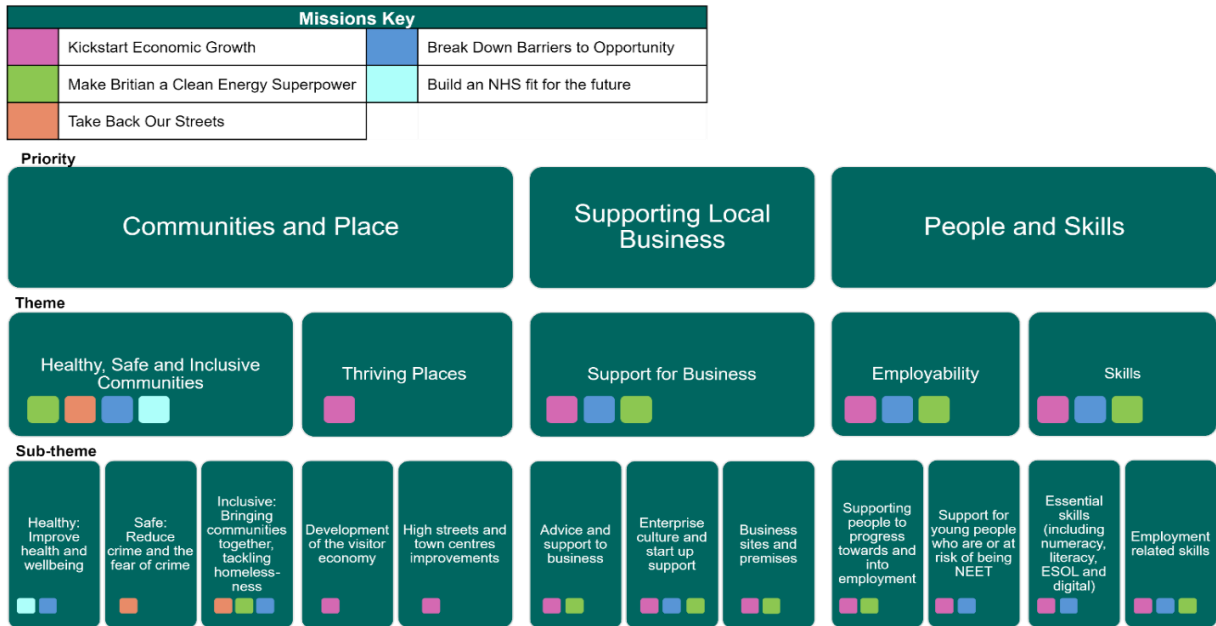 Missions Key
Kickstart Economic Growth
Break Down Barriers to Opportunity
Make Britian a Clean Energy Superpower
Build an NHS fit for the future
Take Back Our Streets
Priority
Communities and Place
Supporting Local
Business
People and Skills
Theme
Healthy, Safe and Inclusive
Communities
Thriving Places
Support for Business
Employability
Skills
Sub-theme
Healthy:
Improve
health and
wellbeing
Safe:
Reduce
crime and the
fear of crime
Inclusive:
Bringing
communities
together,
tackling
homeless-
ness
Development
of the visitor
economy
High streets and
town centres
improvements
Advice and
support to
business
Enterprise
culture and
start up
support
Business
sites and
premises
Supporting
people to
progress
towards and
into
employment
Support for
young people
who are or at
risk of being
NEET
Essential
skills
(including
numeracy,
literacy,
ESOL and
digital)
Employment
related skills